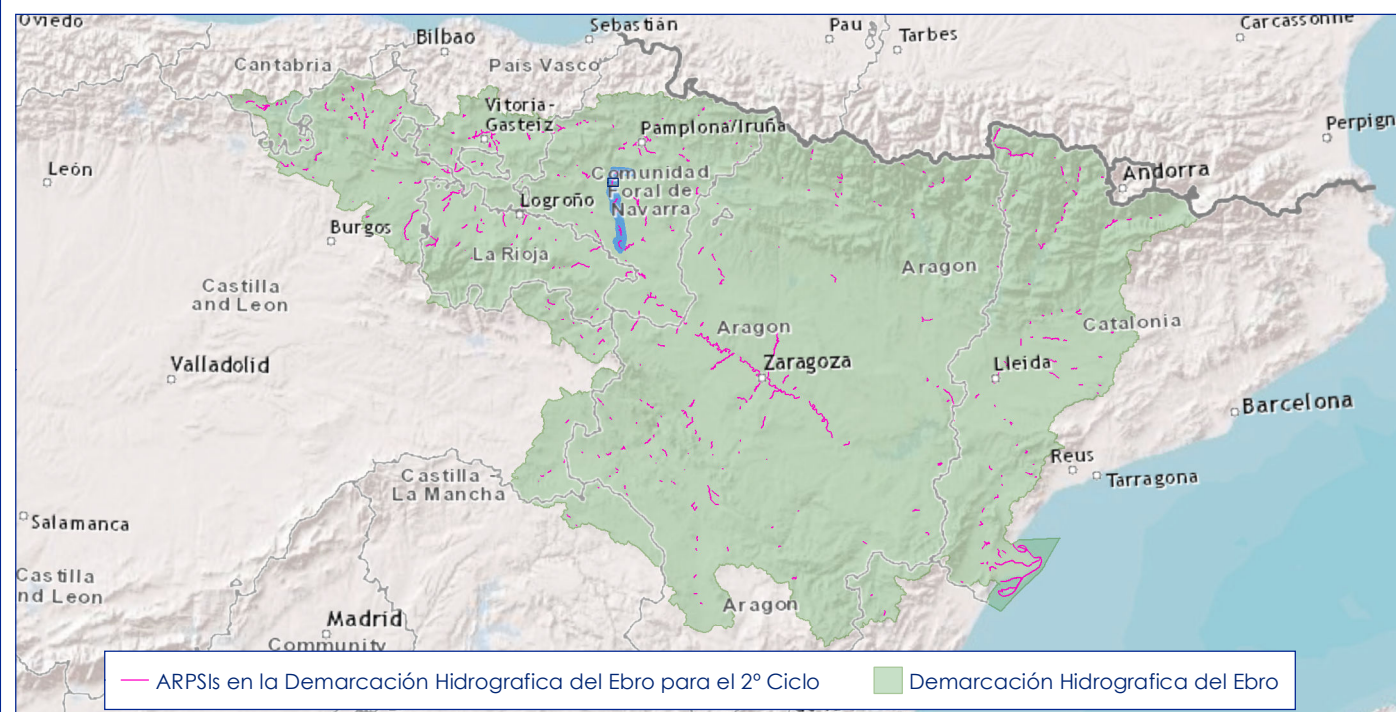 Oviedo
Sebastián
Pau
Carcassonne
Bilbao
Tarbes
Cantabria
País Vasco
Vitoria-
Gasteiz
Pamplona/Iruña
Perpign
León
Comunidad
Foral de
Navarra
Andorra
Logroño
Burgos
La Rioja
Aragon
Castilla
and Leon
Aragon
Catalonia
Valladolid
Zaragoza
Lleida
Barcelona
Castilla
La Mancha
Reus
Tarragona
Salamanca
Castilla
nd Leon
Aragon
Madrid
Community
ARPSIs en la Demarcación Hidrografica del Ebro para el 2º Ciclo
Demarcación Hidrografica del Ebro